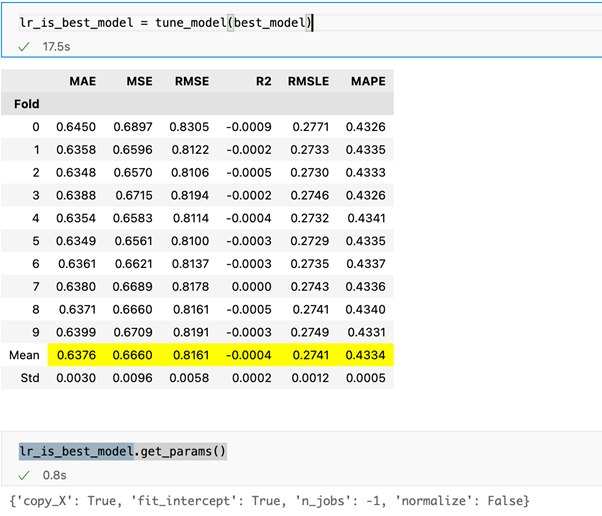 lr_is_best_model = tune_model(best_model)
17.5s
MAE MSE RMSE R2 RMSLE MAPE
Fold
0 0.6450 0.6897 0.8305 -0.0009 0.2771 0.4326
1 0.6358 0.6596 0.8122 -0.0002 0.2733 0.4335
2 0.6348 0.6570 0.8106 -0.0005 0.2730 0.4333
3 0.6388 0.6715 0.8194 -0.0002 0.2746 0.4326
4 0.6354 0.6583 0.8114 -0.0004 0.2732 0.4341
5 0.6349 0.6561 0.8100 -0.0003 0.2729 0.4335
6 0.6361 0.6621 0.8137 -0.0003 0.2735 0.4337
7 0.6380 0.6689 0.8178 0.0000 0.2743 0.4336
8 0.6371 0.6660 0.8161 -0.0005 0.2741 0.4340
9 0.6399 0.6709 0.8191 -0.0003 0.2749 0.4331
Mean 0.6376 0.6660 0.8161 -0.0004 0.2741 0.4334
Std 0.0030 0.0096 0.0058 0.0002 0.0012 0.0005
lr_is_best_model.get_params()
0.8s
{'copy_X': True, 'fit_intercept': True, 'n_jobs': -1, 'normalize': False}